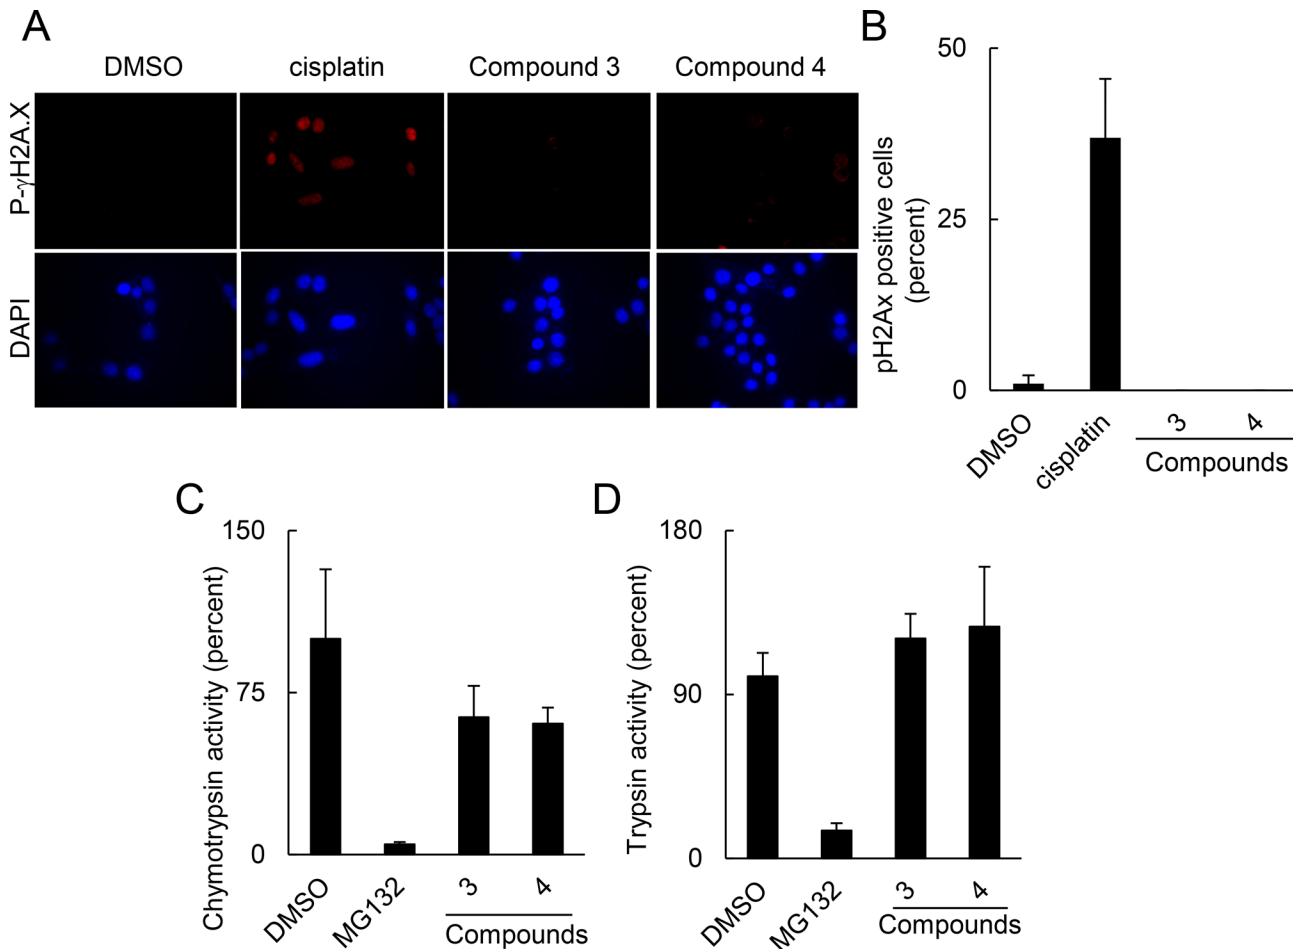 A
DMSO cisplatin Compound 3 Compound 4
P-γH2A.X
DAPI
B
50
25
0
pH2Ax positive cells
(percent)
DMSO
cisplatin
3
4
Compounds
C
150
75
0
Chymotrypsin activity (percent)
DMSO
MG132
3
4
Compounds
D
180
90
0
Trypsin activity (percent)
DMSO
MG132
3
4
Compounds